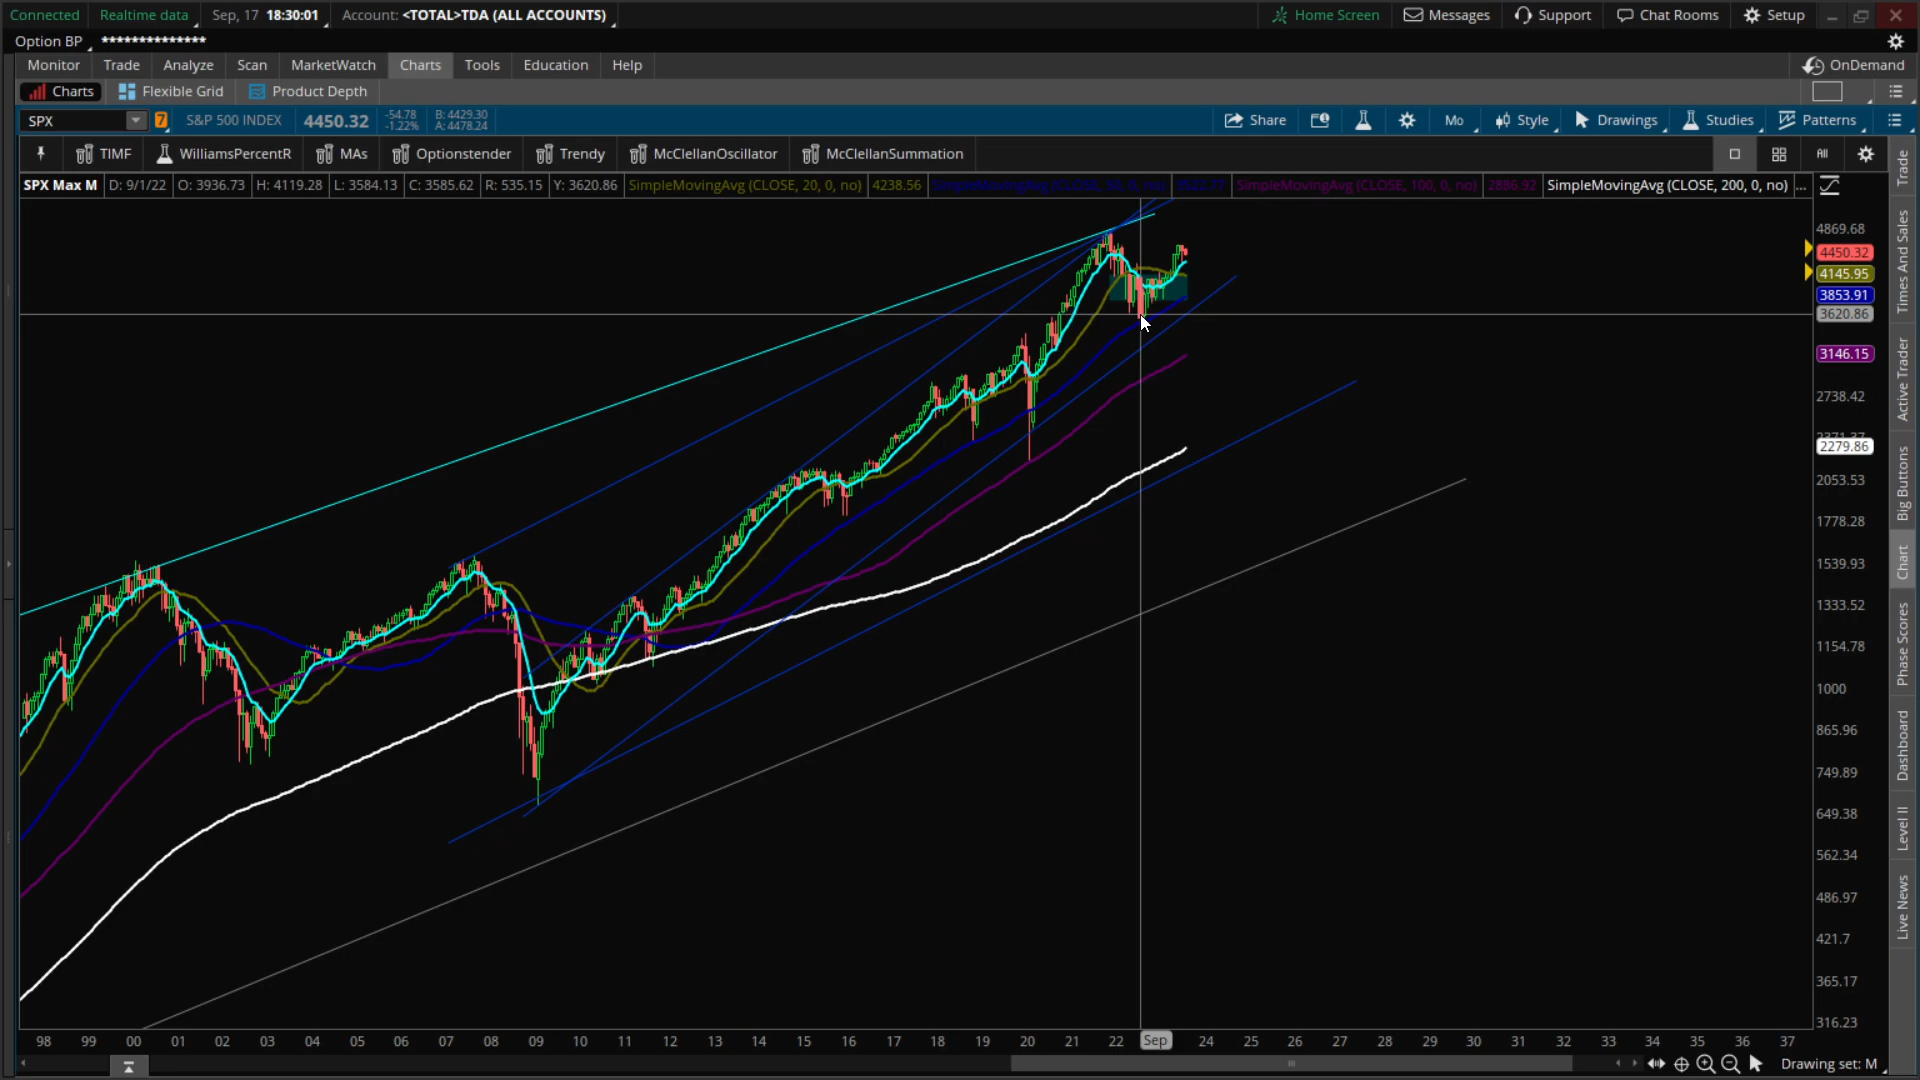 Connected Realtime data Sep, 17 18:30:01 Account: <TOTAL>TDA (ALL ACCOUNTS) Home Screen Messages Support Chat Rooms Setup
Option BP **************
Monitor Trade Analyze Scan MarketWatch Charts Tools Education Help OnDemand
Charts Flexible Grid Product Depth
SPX 7 S&P 500 INDEX 4450.32 -54.78 B: 4429.30 Share Mo Style Drawings Studies Patterns
-1.22% A: 4478.24
TIMF WilliamsPercentR MAs Optionstender Trendy McClellanOscillator McClellanSummation All
SPX Max M D: 9/1/22 O: 3936.73 H: 4119.28 L: 3584.13 C: 3585.62 R: 535.15 Y: 3620.86 SimpleMovingAvg (CLOSE, 20, 0, no) 4238.56 SimpleMovingAvg (CLOSE, 100, 0, no) 2886.92 SimpleMovingAvg (CLOSE, 200, 0, no) ...
4869.68
4450.32
4145.95
3853.91
3620.86
3146.15
2738.42
2279.86
2053.53
1778.28
1539.93
1333.52
1154.78
1000
865.96
749.89
649.38
562.34
486.97
421.7
365.17
316.23
98 99 00 01 02 03 04 05 06 07 08 09 10 11 12 13 14 15 16 17 18 19 20 21 22 Sep 24 25 26 27 28 29 30 31 32 33 34 35 36 37
Drawing set: M
Trade
Times And Sales
Active Trader
Big Buttons
Chart
Phase Scores
Dashboard
Level II
Live News